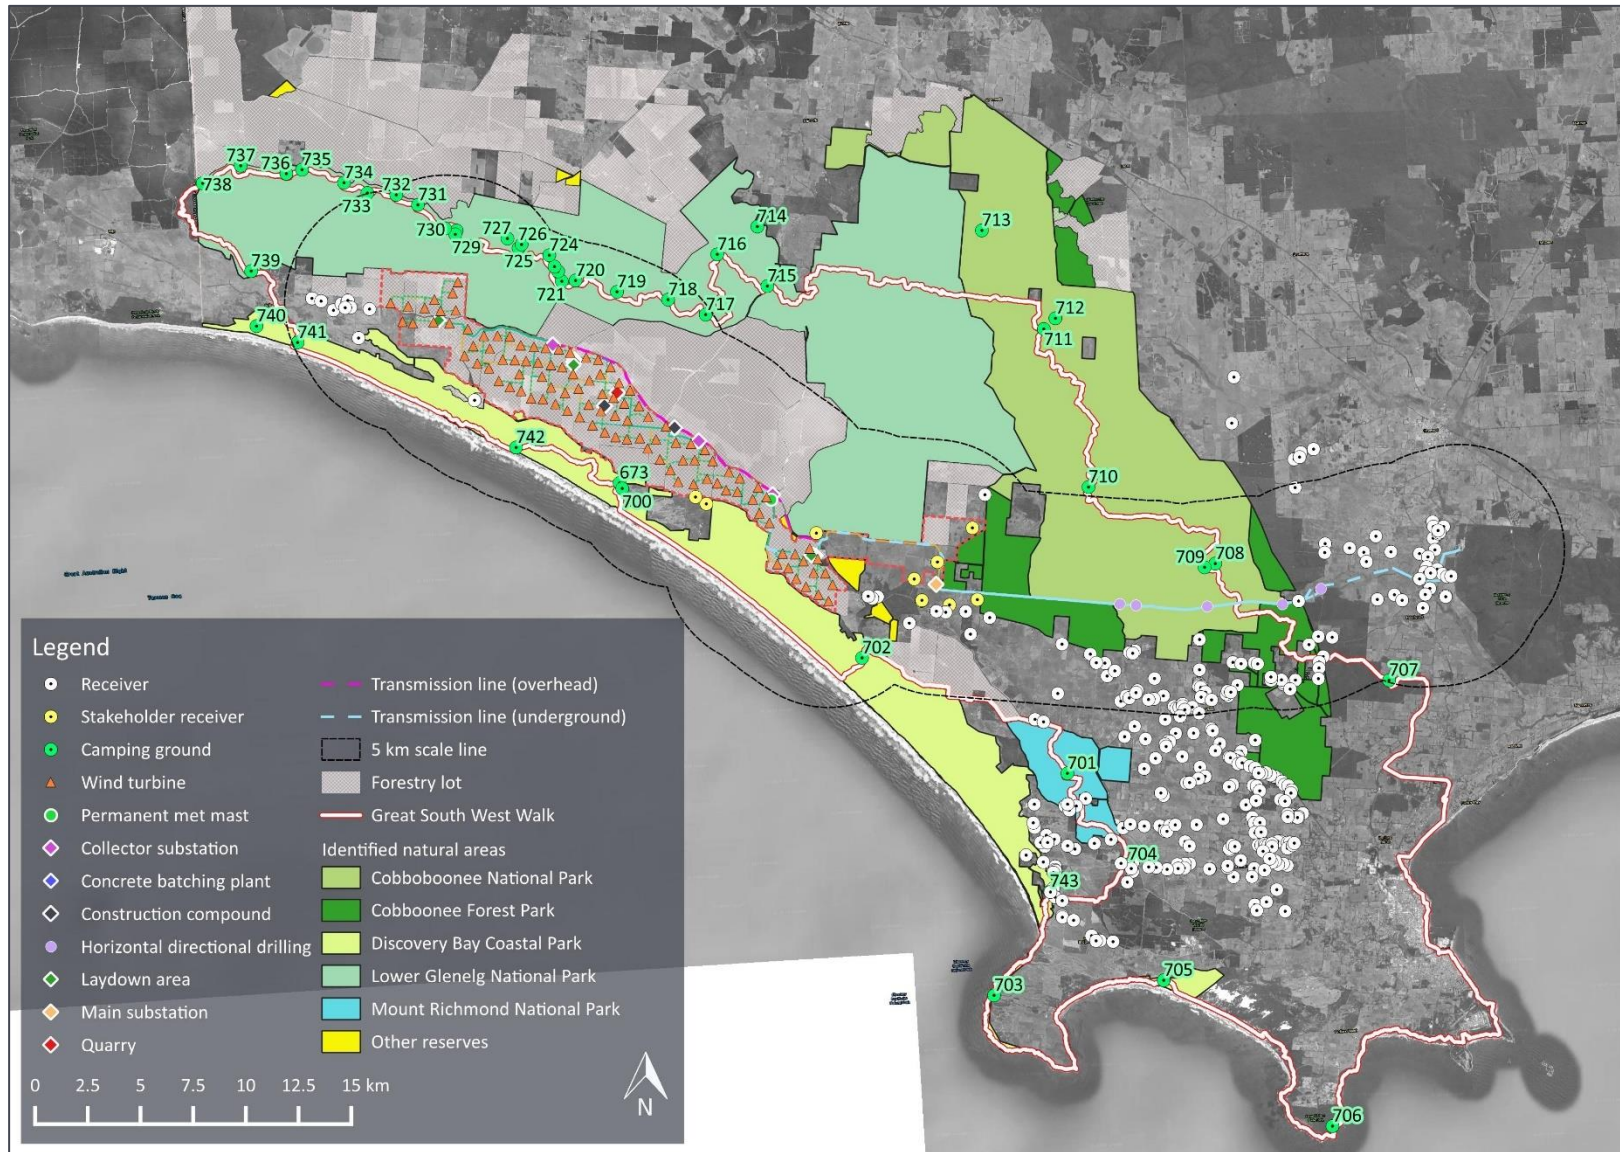 737
736
735
734
738
733
732
731
714
713
730
727
726
729
724
716
725
739
715
720
721
719
718
717
712
740
711
741
742
673
710
700
709
708
702
707
701
704
743
705
703
706
Great Australian Bight
Legend
Receiver
Stakeholder receiver
Camping ground
Wind turbine
Permanent met mast
Collector substation
Concrete batching plant
Construction compound
Horizontal directional drilling
Laydown area
Main substation
Quarry
Transmission line (overhead)
Transmission line (underground)
5 km scale line
Forestry lot
Great South West Walk
Identified natural areas
Cobboboonee National Park
Cobboonee Forest Park
Discovery Bay Coastal Park
Lower Glenelg National Park
Mount Richmond National Park
Other reserves
0 2.5 5 7.5 10 12.5 15 km
N